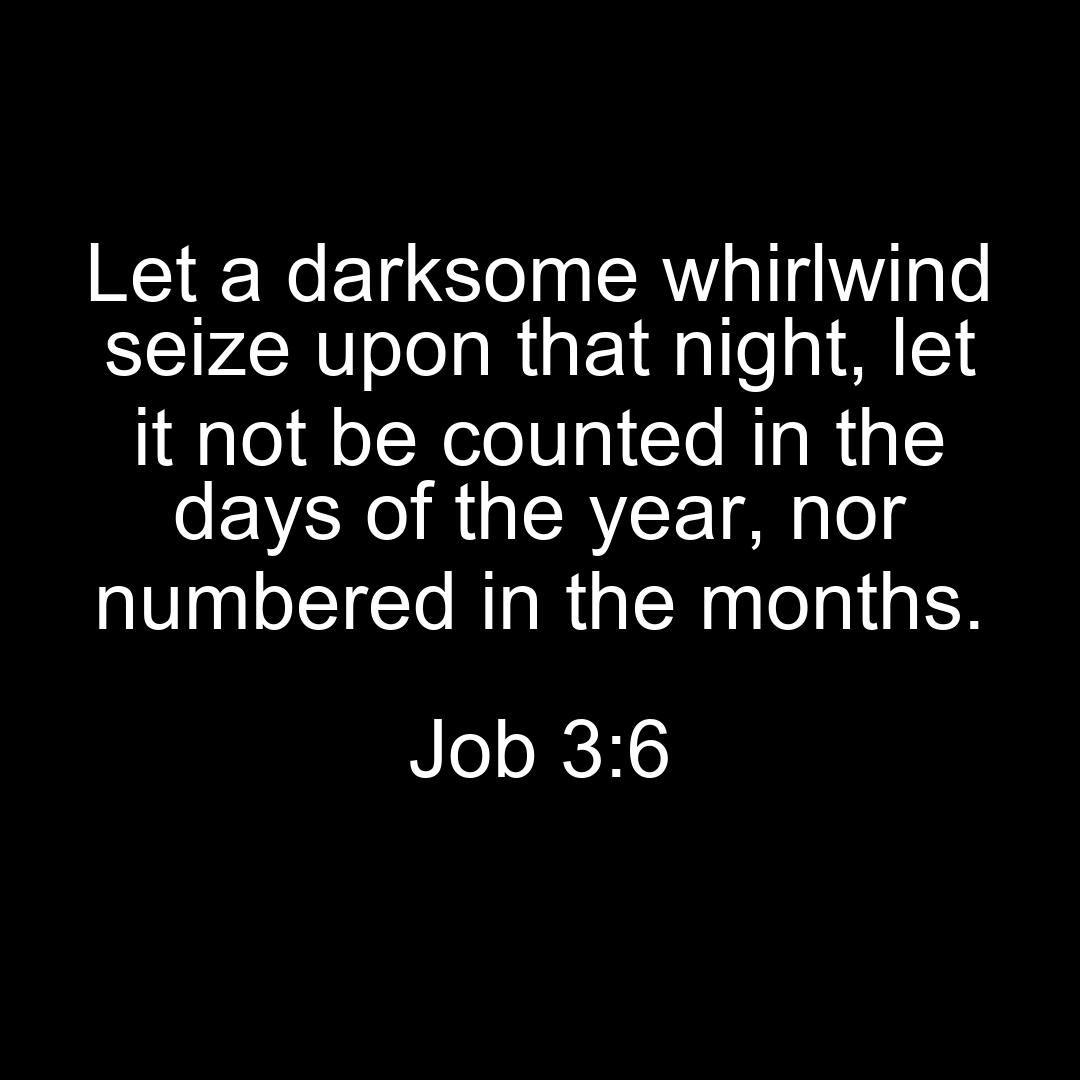 Let a darksome whirlwind
seize upon that night, let
it not be counted in the
days of the year, nor
numbered in the months.
Job 3:6